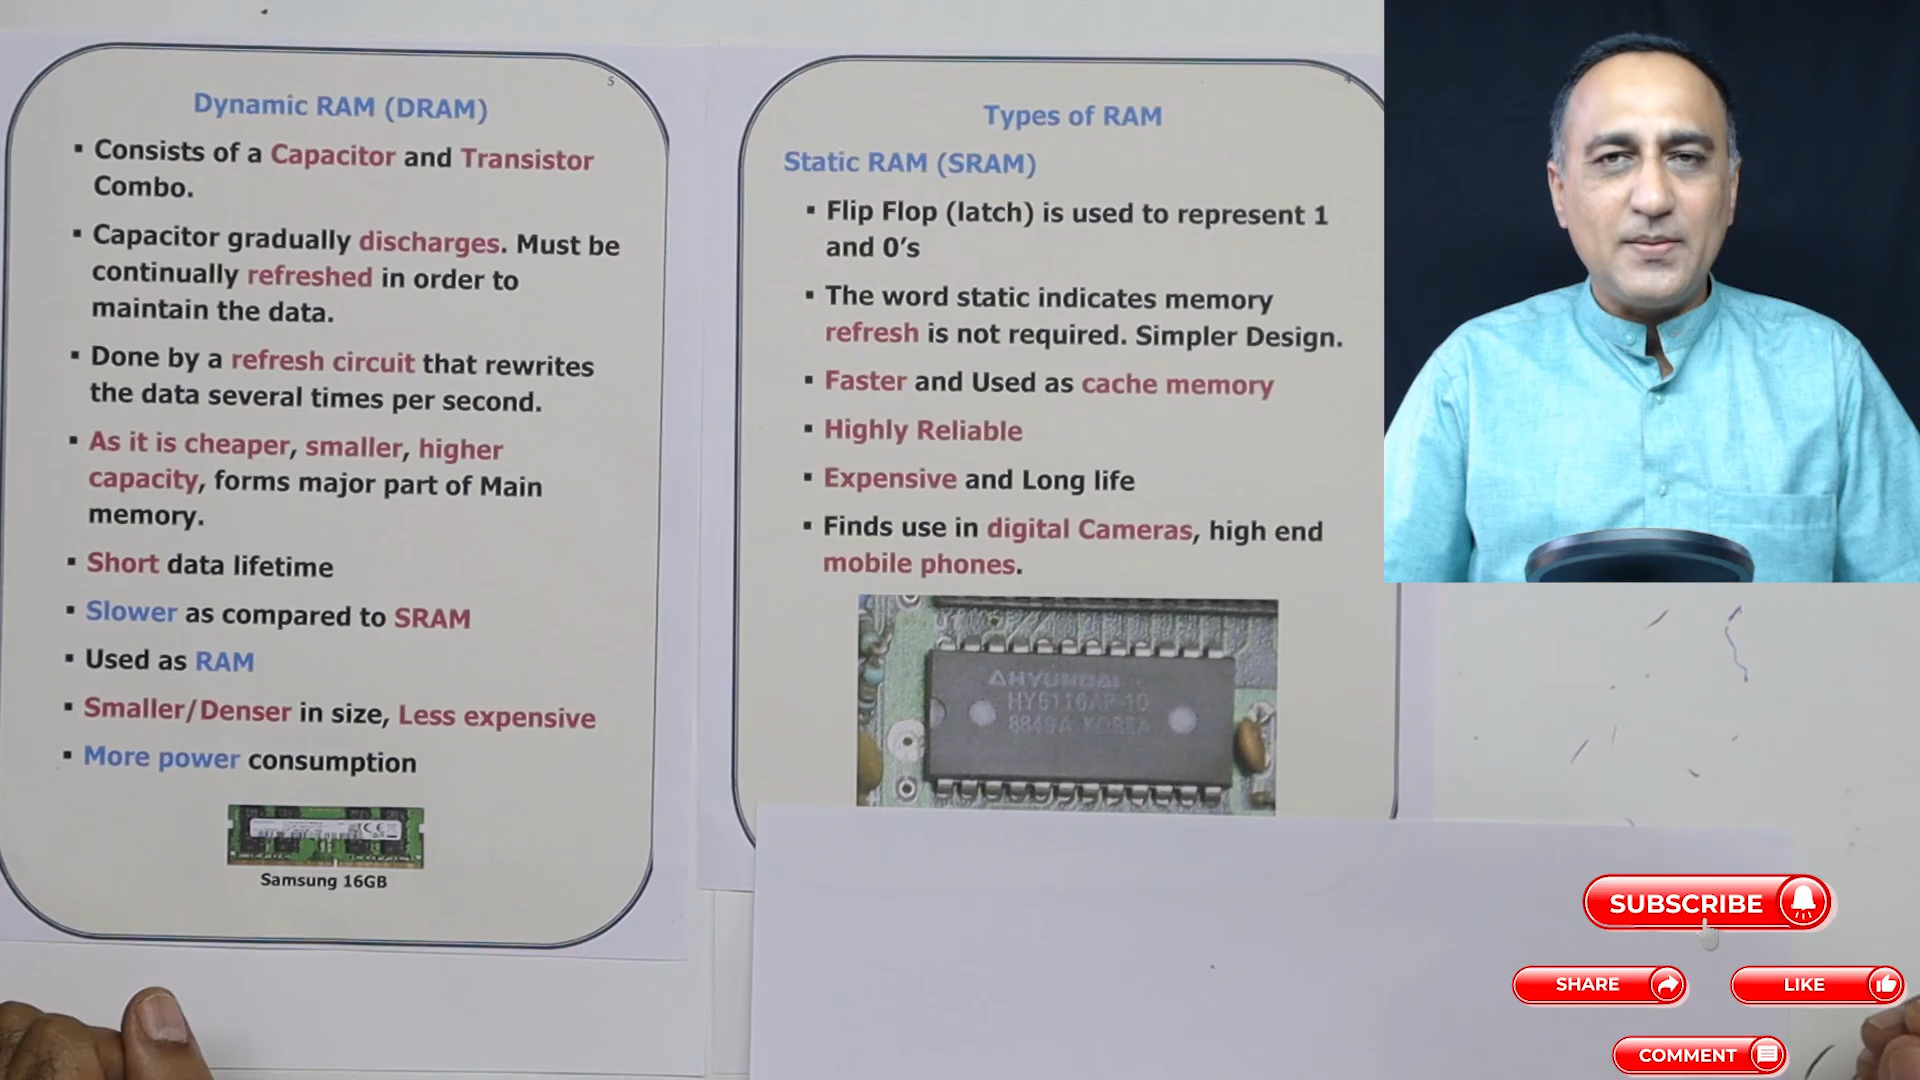 5
Dynamic RAM (DRAM)
▪ Consists of a Capacitor and Transistor
Combo.
▪ Capacitor gradually discharges. Must be
continually refreshed in order to
maintain the data.
▪ Done by a refresh circuit that rewrites
the data several times per second.
▪ As it is cheaper, smaller, higher
capacity, forms major part of Main
memory.
▪ Short data lifetime
▪ Slower as compared to SRAM
▪ Used as RAM
▪ Smaller/Denser in size, Less expensive
▪ More power consumption
Samsung 16GB
Types of RAM
Static RAM (SRAM)
▪ Flip Flop (latch) is used to represent 1
and 0’s
▪ The word static indicates memory
refresh is not required. Simpler Design.
▪ Faster and Used as cache memory
▪ Highly Reliable
▪ Expensive and Long life
▪ Finds use in digital Cameras, high end
mobile phones.
HYUNDAI
HY6116AP-10
8849A KOREA
SUBSCRIBE
SHARE
LIKE
COMMENT